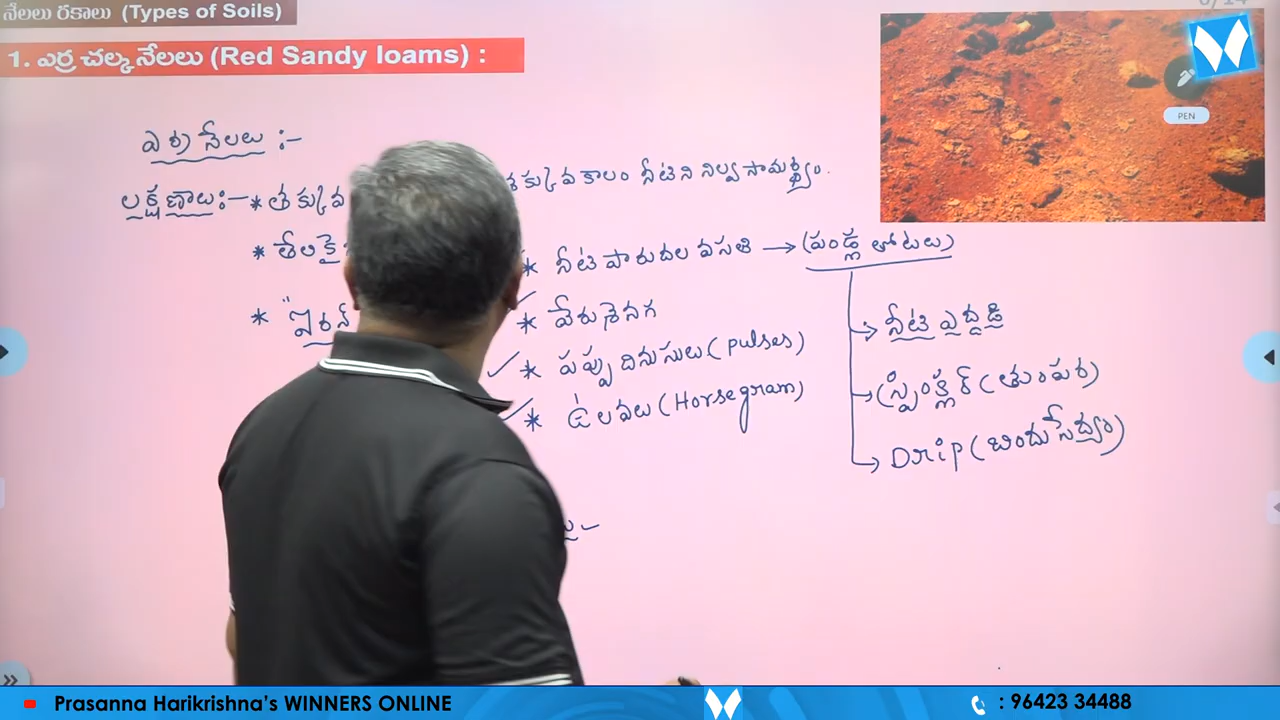 నేలలు రకాలు (Types of Soils)
1. ఎర్ర చల్క నేలలు (Red Sandy loams) :
PEN
ఎర్ర నేలలు :-
లక్షణాలు :- * తక్కువ
తక్కువ కాలం నీటిని నిల్వ సామర్థ్యం.
* తేలికై
* నీటి పారుదల వసతి → (పండ్ల తోటలు)
* "ఐరన్
* వేరుశెనగ
→ నీటి ఎద్దడి
✓ * పప్పు దినుసులు (Pulses)
→ స్ప్రింక్లర్ (తుంపర)
✓ * ఉలవలు (Horsegram)
→ Drip (బిందుసేద్యం)
Prasanna Harikrishna's WINNERS ONLINE
: 96423 34488